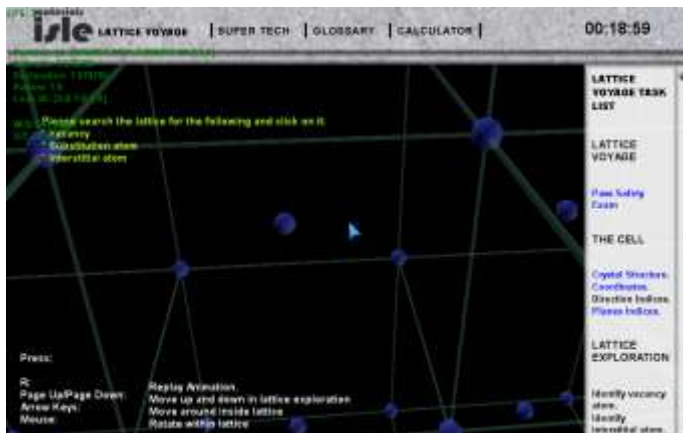 materials
isle LATTICE VOYAGE | SUPER TECH | GLOSSARY | CALCULATOR |
00:18:59
Please search the lattice for the following and click on it.
vacancy
Substitution atom
Interstitial atom
Press:
R: Replay Animation.
Page Up/Page Down: Move up and down in lattice exploration
Arrow Keys: Move around inside lattice
Mouse: Rotate within lattice
LATTICE
VOYAGE TASK
LIST
LATTICE
VOYAGE
Pass Safety
Exam
THE CELL
Crystal Structure.
Coordinates.
Direction Indices.
Planes Indices.
LATTICE
EXPLORATION
Identify vacancy
atom.
Identify
interstitial atom.